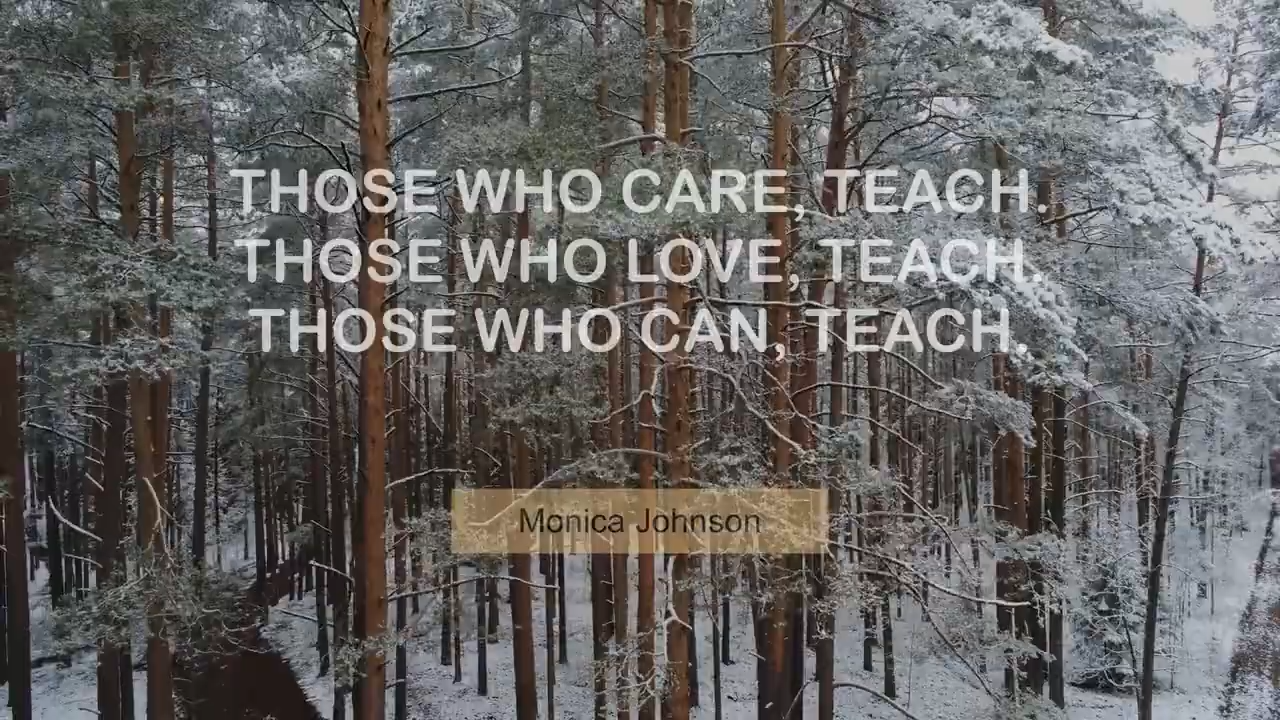 THOSE WHO CARE, TEACH.
THOSE WHO LOVE, TEACH.
THOSE WHO CAN, TEACH.
Monica Johnson